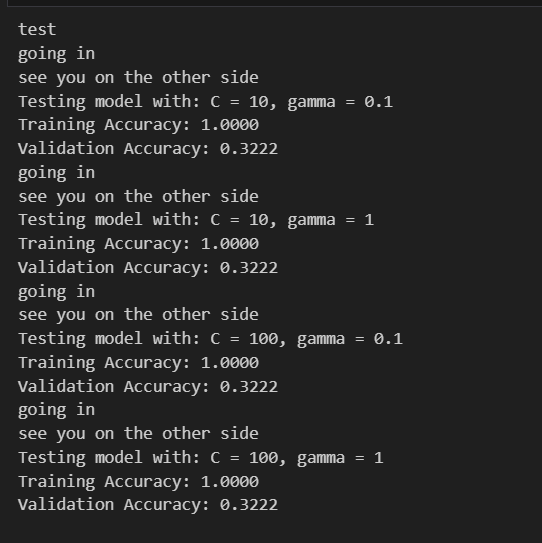 test
going in
see you on the other side
Testing model with: C = 10, gamma = 0.1
Training Accuracy: 1.0000
Validation Accuracy: 0.3222
going in
see you on the other side
Testing model with: C = 10, gamma = 1
Training Accuracy: 1.0000
Validation Accuracy: 0.3222
going in
see you on the other side
Testing model with: C = 100, gamma = 0.1
Training Accuracy: 1.0000
Validation Accuracy: 0.3222
going in
see you on the other side
Testing model with: C = 100, gamma = 1
Training Accuracy: 1.0000
Validation Accuracy: 0.3222